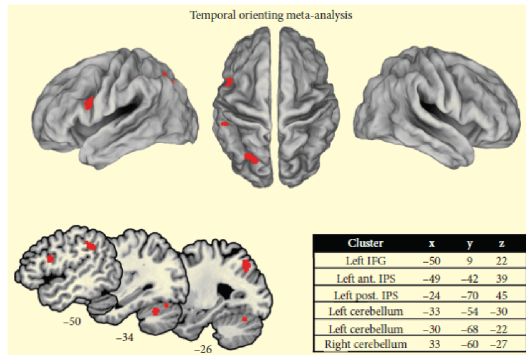 Temporal orienting meta-analysis
Cluster x y z
Left IFG −50 9 22
Left ant. IPS −49 −42 39
Left post. IPS −24 −70 45
Left cerebellum −33 −54 −30
Left cerebellum −30 −68 −22
Right cerebellum 33 −60 −27
−50
−34
−26